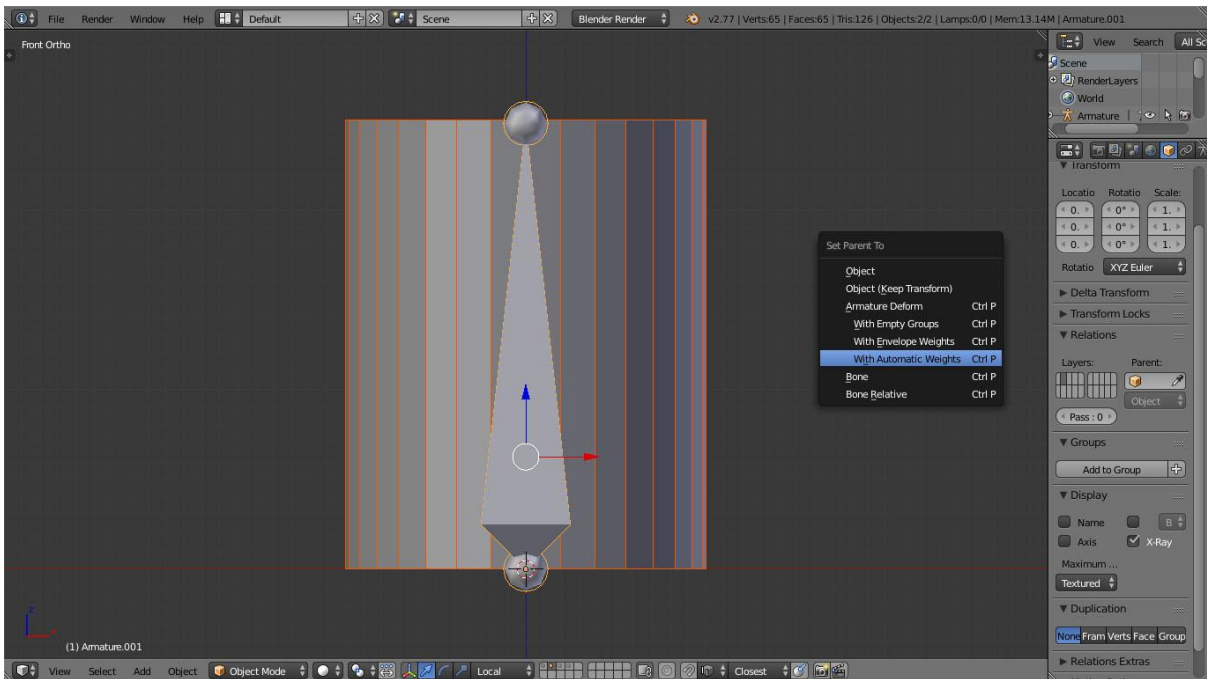 File Render Window Help Default Scene Blender Render v2.77 | Verts:65 | Faces:65 | Tris:126 | Objects:2/2 | Lamps:0/0 | Mem:13.14M | Armature.001
Front Ortho
View Search All Sc
Scene
RenderLayers
World
Armature
Transform
Locatio Rotatio Scale:
0. 0° 1.
0. 0° 1.
0. 0° 1.
Rotatio XYZ Euler
Delta Transform
Transform Locks
Relations
Layers: Parent:
Object
Pass : 0
Groups
Add to Group
Display
Name B
Axis X-Ray
Maximum ...
Textured
Duplication
None Fram Verts Face Group
Relations Extras
Set Parent To
Object
Object (Keep Transform)
Armature Deform Ctrl P
With Empty Groups Ctrl P
With Envelope Weights Ctrl P
With Automatic Weights Ctrl P
Bone Ctrl P
Bone Relative Ctrl P
z
x
(1) Armature.001
View Select Add Object Object Mode Local Closest